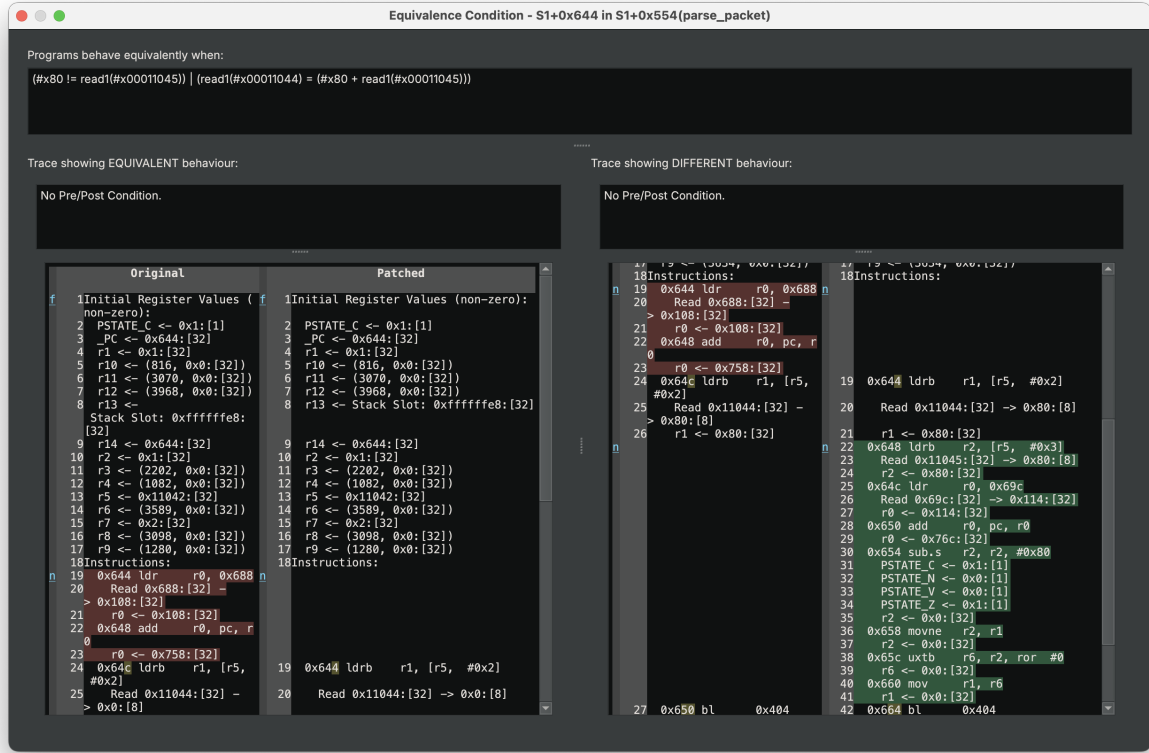 Equivalence Condition - S1+0x644 in S1+0x554(parse_packet)
Programs behave equivalently when:
(#x80 != read1(#x00011045)) | (read1(#x00011044) = (#x80 + read1(#x00011045)))
Trace showing EQUIVALENT behaviour:
No Pre/Post Condition.
Original
f 1Initial Register Values (
non-zero):
2 PSTATE_C <- 0x1:[1]
3 _PC <- 0x644:[32]
4 r1 <- 0x1:[32]
5 r10 <- (816, 0x0:[32])
6 r11 <- (3070, 0x0:[32])
7 r12 <- (3968, 0x0:[32])
8 r13 <-
Stack Slot: 0xffffffe8:
[32]
9 r14 <- 0x644:[32]
10 r2 <- 0x1:[32]
11 r3 <- (2202, 0x0:[32])
12 r4 <- (1082, 0x0:[32])
13 r5 <- 0x11042:[32]
14 r6 <- (3589, 0x0:[32])
15 r7 <- 0x2:[32]
16 r8 <- (3098, 0x0:[32])
17 r9 <- (1280, 0x0:[32])
18Instructions:
n 19 0x644 ldr r0, 0x688
20 Read 0x688:[32] -
> 0x108:[32]
21 r0 <- 0x108:[32]
22 0x648 add r0, pc, r
0
23 r0 <- 0x758:[32]
24 0x64c ldrb r1, [r5,
#0x2]
25 Read 0x11044:[32] -
> 0x0:[8]
Patched
f 1Initial Register Values (non-zero):
2 PSTATE_C <- 0x1:[1]
3 _PC <- 0x644:[32]
4 r1 <- 0x1:[32]
5 r10 <- (816, 0x0:[32])
6 r11 <- (3070, 0x0:[32])
7 r12 <- (3968, 0x0:[32])
8 r13 <- Stack Slot: 0xffffffe8:[32]
9 r14 <- 0x644:[32]
10 r2 <- 0x1:[32]
11 r3 <- (2202, 0x0:[32])
12 r4 <- (1082, 0x0:[32])
13 r5 <- 0x11042:[32]
14 r6 <- (3589, 0x0:[32])
15 r7 <- 0x2:[32]
16 r8 <- (3098, 0x0:[32])
17 r9 <- (1280, 0x0:[32])
18Instructions:
n
19 0x644 ldrb r1, [r5, #0x2]
20 Read 0x11044:[32] -> 0x0:[8]
Trace showing DIFFERENT behaviour:
No Pre/Post Condition.
18Instructions:
n 19 0x644 ldr r0, 0x688
20 Read 0x688:[32] -
> 0x108:[32]
21 r0 <- 0x108:[32]
22 0x648 add r0, pc, r
0
23 r0 <- 0x758:[32]
24 0x64c ldrb r1, [r5,
#0x2]
25 Read 0x11044:[32] -
> 0x80:[8]
26 r1 <- 0x80:[32]
n
27 0x650 bl 0x404
18Instructions:
n
19 0x644 ldrb r1, [r5, #0x2]
20 Read 0x11044:[32] -> 0x80:[8]
21 r1 <- 0x80:[32]
n 22 0x648 ldrb r2, [r5, #0x3]
23 Read 0x11045:[32] -> 0x80:[8]
24 r2 <- 0x80:[32]
25 0x64c ldr r0, 0x69c
26 Read 0x69c:[32] -> 0x114:[32]
27 r0 <- 0x114:[32]
28 0x650 add r0, pc, r0
29 r0 <- 0x76c:[32]
30 0x654 sub.s r2, r2, #0x80
31 PSTATE_C <- 0x1:[1]
32 PSTATE_N <- 0x0:[1]
33 PSTATE_V <- 0x0:[1]
34 PSTATE_Z <- 0x1:[1]
35 r2 <- 0x0:[32]
36 0x658 movne r2, r1
37 r2 <- 0x0:[32]
38 0x65c uxtb r6, r2, ror #0
39 r6 <- 0x0:[32]
40 0x660 mov r1, r6
41 r1 <- 0x0:[32]
42 0x664 bl 0x404